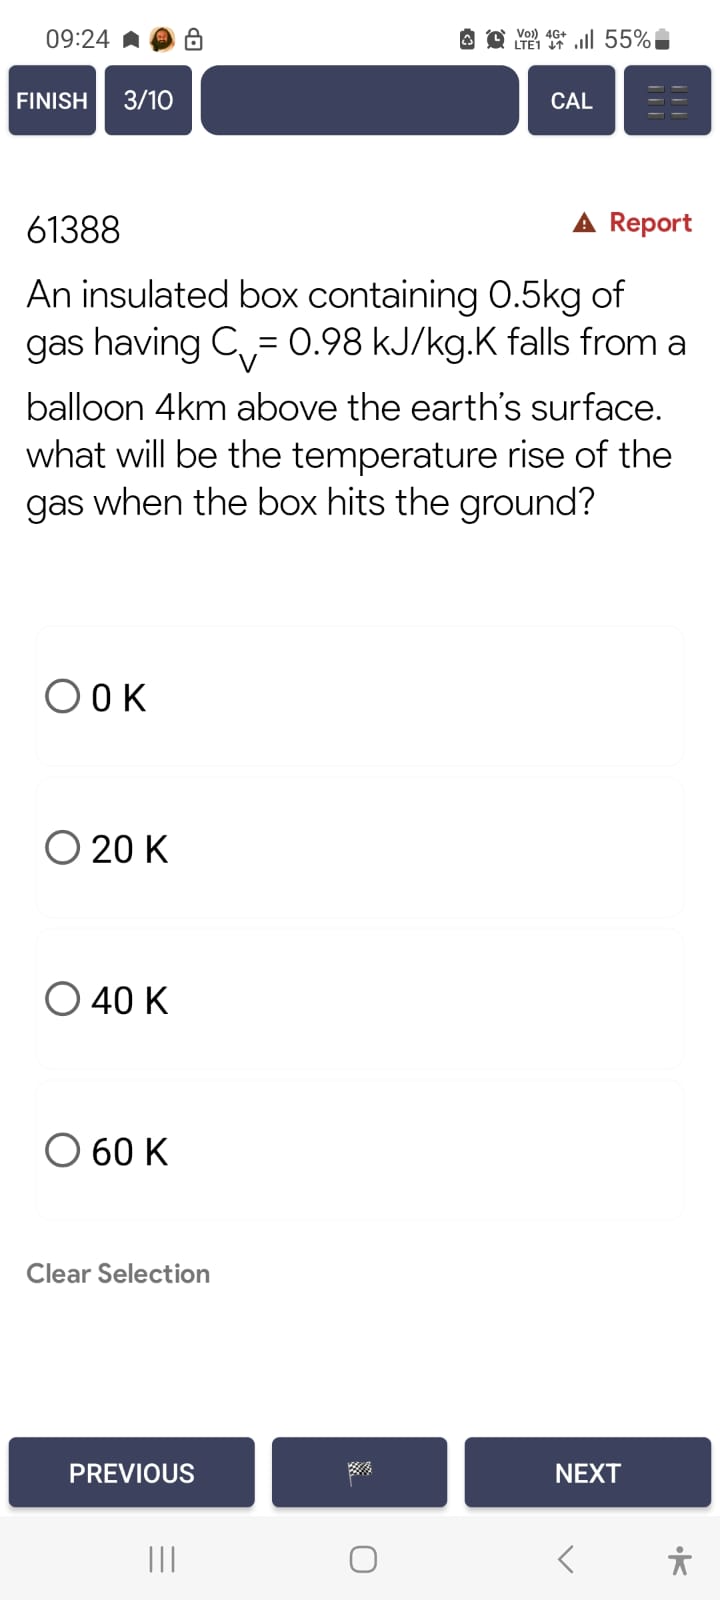 09:24 Vo)) LTE1 4G+ 55%
FINISH 3/10 CAL
61388 Report
An insulated box containing 0.5kg of
gas having Cv= 0.98 kJ/kg.K falls from a
balloon 4km above the earth's surface.
what will be the temperature rise of the
gas when the box hits the ground?
0 K
20 K
40 K
60 K
Clear Selection
PREVIOUS NEXT